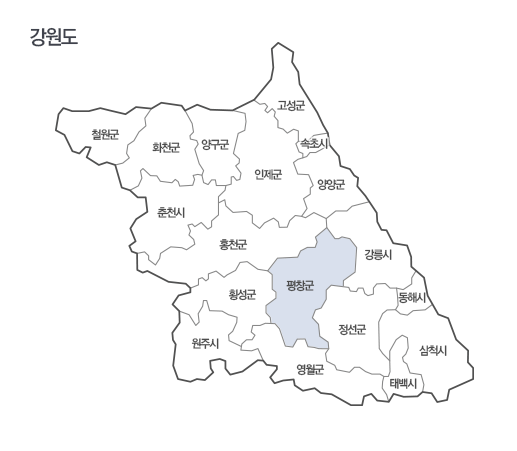 강원도
고성군
철원군
화천군
양구군
속초시
인제군
양양군
춘천시
홍천군
강릉시
횡성군
평창군
동해시
정선군
원주시
삼척시
영월군
태백시